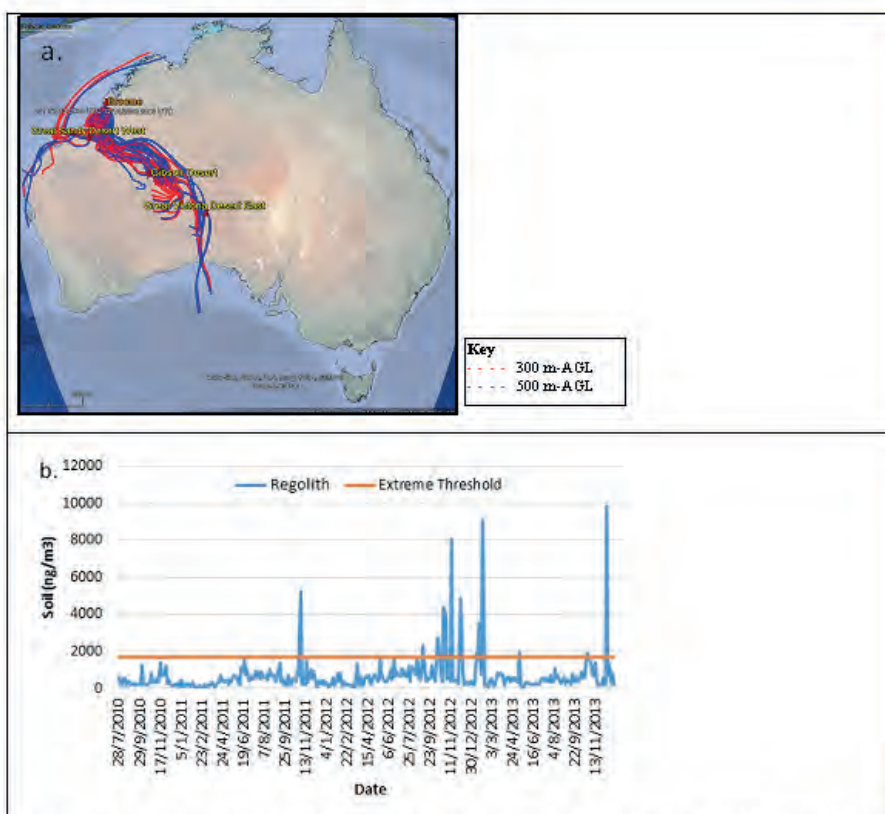 a.
Broome
Great Sandy Desert West
Gibson Desert
Great Victoria Desert East
Key
300 m-AGL
500 m-AGL
b.
12000
10000
8000
6000
4000
2000
0
Soil (ng/m3)
Regolith
Extreme Threshold
28/7/2010
29/9/2010
17/11/2010
5/1/2011
23/2/2011
24/4/2011
19/6/2011
7/8/2011
25/9/2011
13/11/2011
4/1/2012
22/2/2012
15/4/2012
6/6/2012
25/7/2012
23/9/2012
11/11/2012
30/12/2012
3/3/2013
24/4/2013
16/6/2013
4/8/2013
22/9/2013
13/11/2013
Date